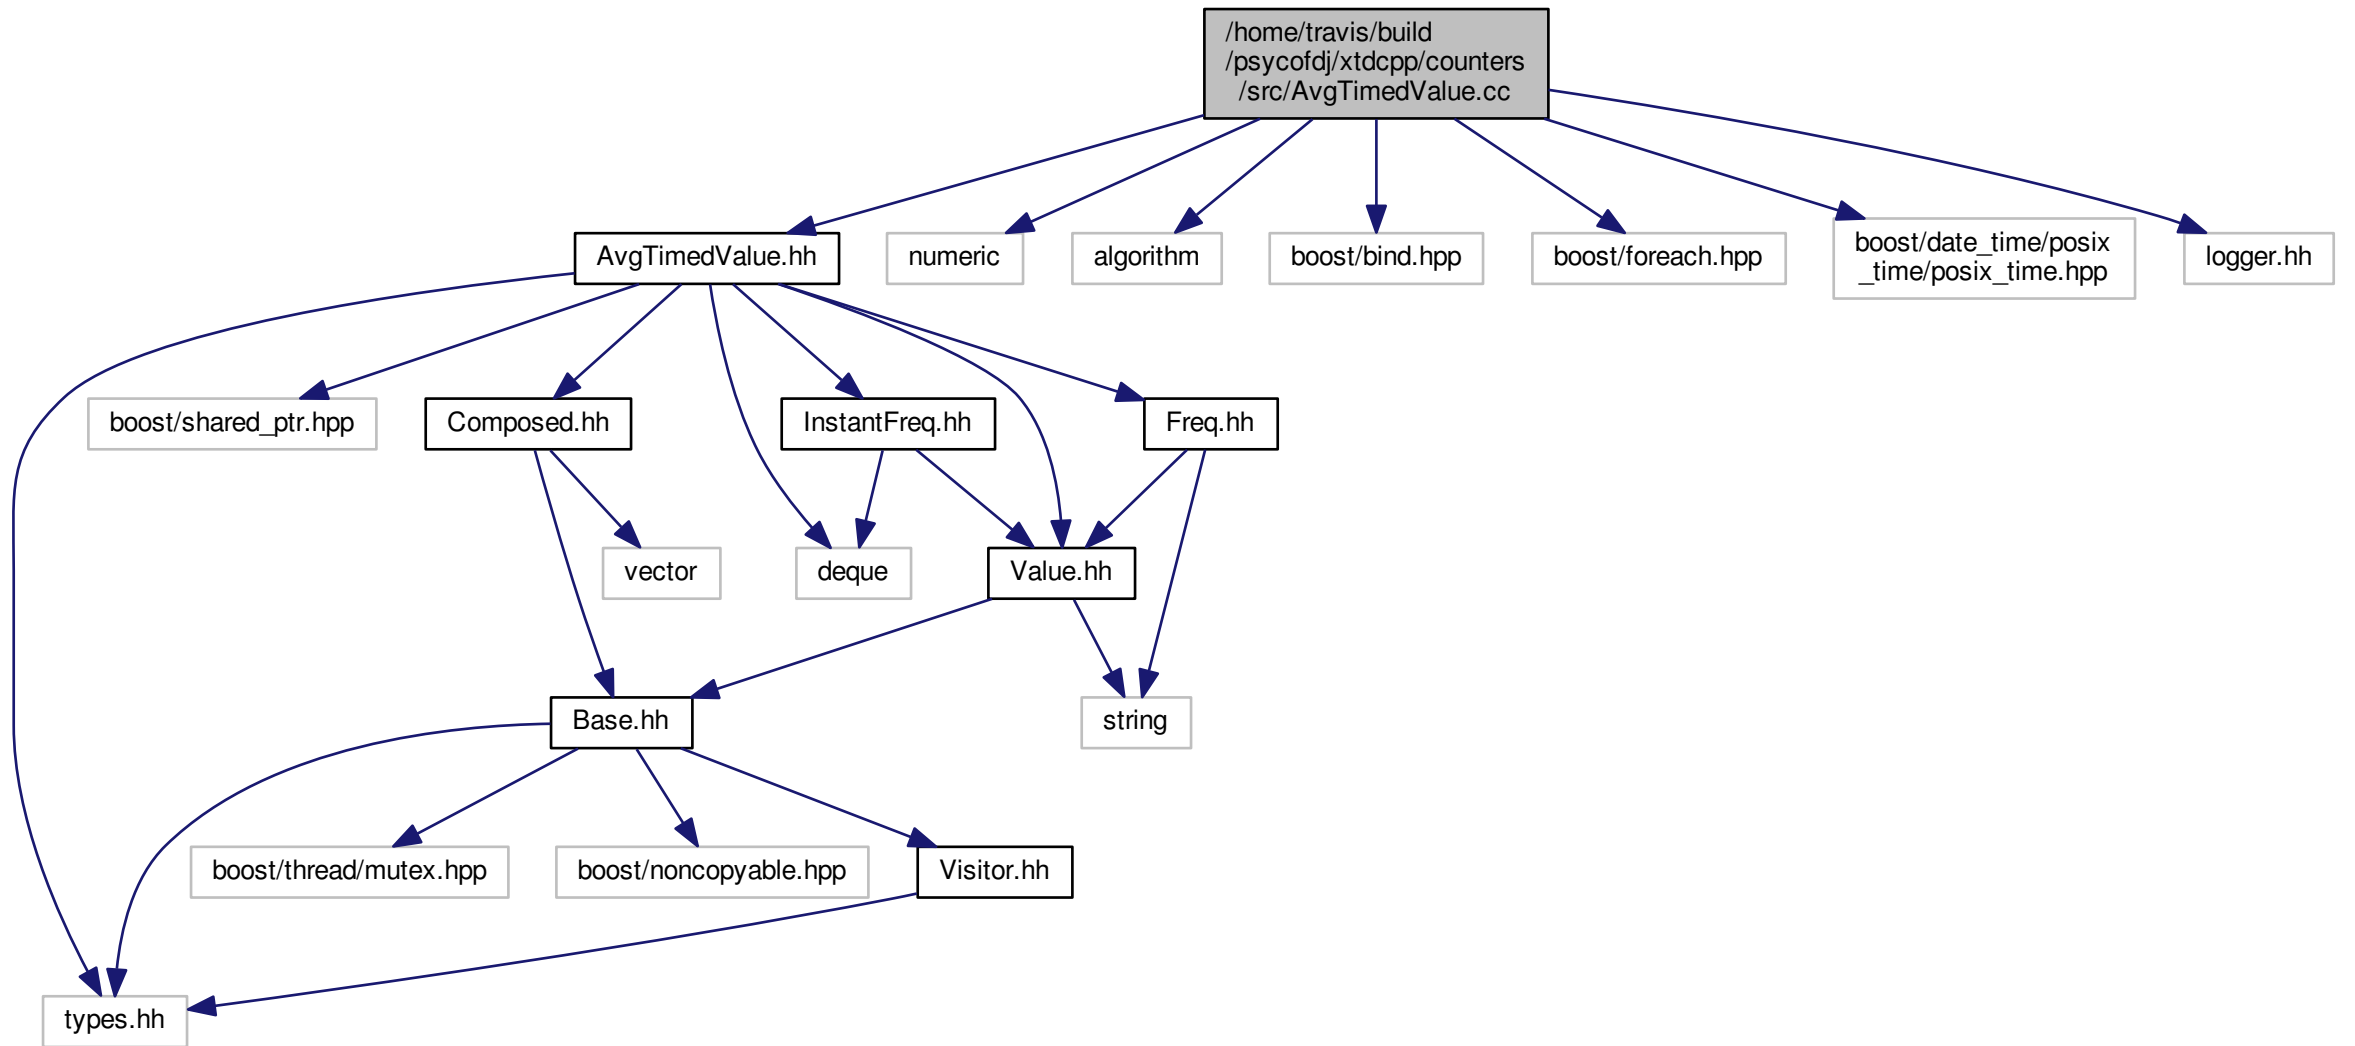 /home/travis/build
/psycofdj/xtdcpp/counters
/src/AvgTimedValue.cc
AvgTimedValue.hh
numeric
algorithm
boost/bind.hpp
boost/foreach.hpp
boost/date_time/posix
_time/posix_time.hpp
logger.hh
boost/shared_ptr.hpp
Composed.hh
InstantFreq.hh
Freq.hh
vector
deque
Value.hh
Base.hh
string
boost/thread/mutex.hpp
boost/noncopyable.hpp
Visitor.hh
types.hh